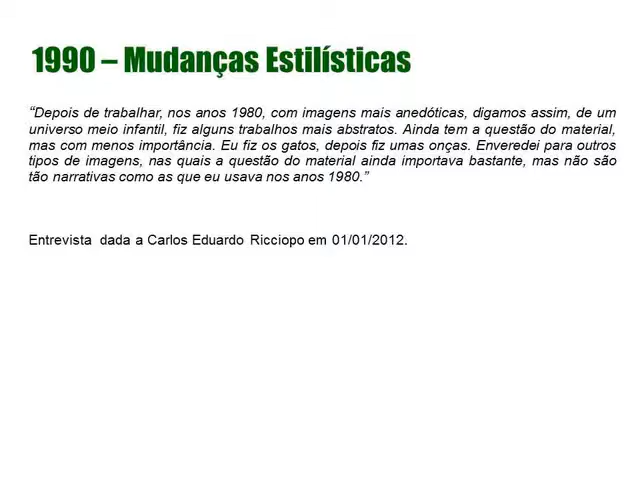 1990 – Mudanças Estilísticas
“Depois de trabalhar, nos anos 1980, com imagens mais anedóticas, digamos assim, de um
universo meio infantil, fiz alguns trabalhos mais abstratos. Ainda tem a questão do material,
mas com menos importância. Eu fiz os gatos, depois fiz umas onças. Enveredei para outros
tipos de imagens, nas quais a questão do material ainda importava bastante, mas não são
tão narrativas como as que eu usava nos anos 1980.”
Entrevista dada a Carlos Eduardo Ricciopo em 01/01/2012.